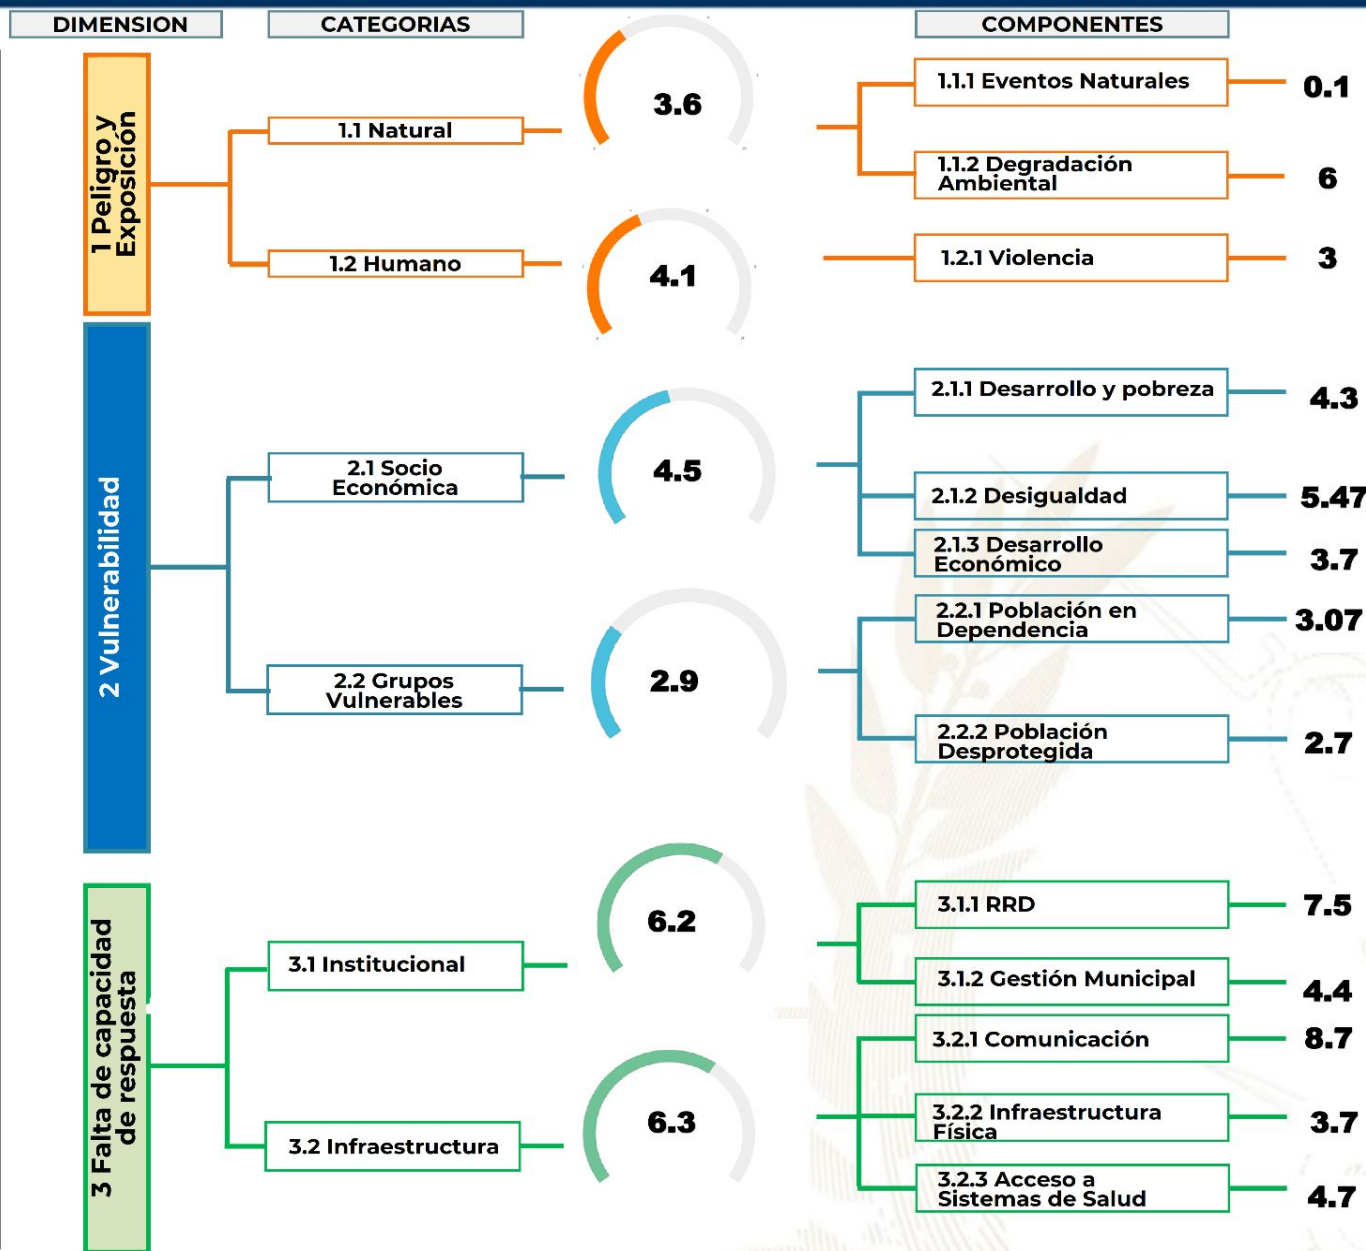 DIMENSION
CATEGORIAS
COMPONENTES
1 Peligro y
Exposición
1.1 Natural
3.6
1.1.1 Eventos Naturales
0.1
1.1.2 Degradación
Ambiental
6
1.2 Humano
4.1
1.2.1 Violencia
3
2 Vulnerabilidad
2.1 Socio
Económica
4.5
2.1.1 Desarrollo y pobreza
4.3
2.1.2 Desigualdad
5.47
2.1.3 Desarrollo
Económico
3.7
2.2 Grupos
Vulnerables
2.9
2.2.1 Población en
Dependencia
3.07
2.2.2 Población
Desprotegida
2.7
3 Falta de capacidad
de respuesta
3.1 Institucional
6.2
3.1.1 RRD
7.5
3.1.2 Gestión Municipal
4.4
3.2 Infraestructura
6.3
3.2.1 Comunicación
8.7
3.2.2 Infraestructura
Física
3.7
3.2.3 Acceso a
Sistemas de Salud
4.7